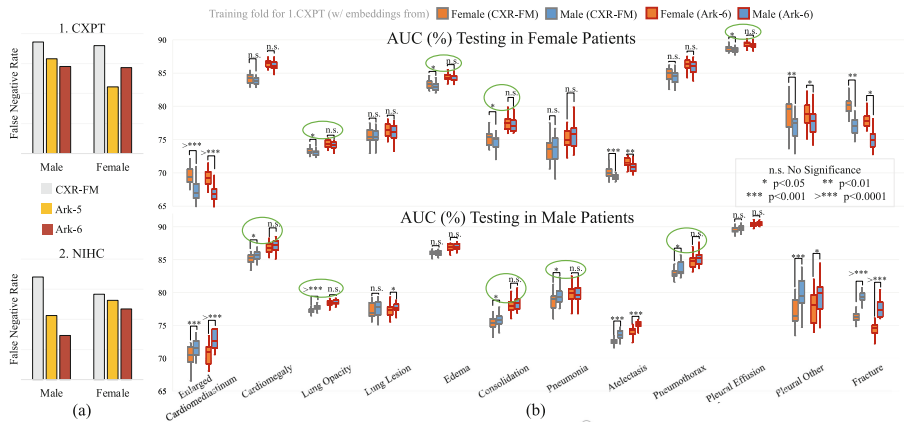 1. CXPT
False Negative Rate
Male
Female
CXR-FM
Ark-5
Ark-6
2. NIHC
False Negative Rate
Male
Female
(a)
Training fold for 1.CXPT (w/ embeddings from)
Female (CXR-FM)
Male (CXR-FM)
Female (Ark-6)
Male (Ark-6)
AUC (%) Testing in Female Patients
90
85
80
75
70
65
>***
>***
n.s.
n.s.
*
n.s.
n.s.
n.s.
*
n.s.
*
n.s.
n.s.
n.s.
***
**
n.s.
n.s.
*
n.s.
**
*
**
*
n.s. No Significance
* p<0.05
** p<0.01
*** p<0.001
>*** p<0.0001
AUC (%) Testing in Male Patients
90
85
80
75
70
65
***
>***
*
n.s.
>***
n.s.
n.s.
*
n.s.
n.s.
*
n.s.
*
n.s.
***
***
*
n.s.
n.s.
n.s.
***
*
>***
>***
Enlarged
Cardiomediastinum
Cardiomegaly
Lung Opacity
Lung Lesion
Edema
Consolidation
Pneumonia
Atelectasis
Pneumothorax
Pleural Effusion
Pleural Other
Fracture
(b)